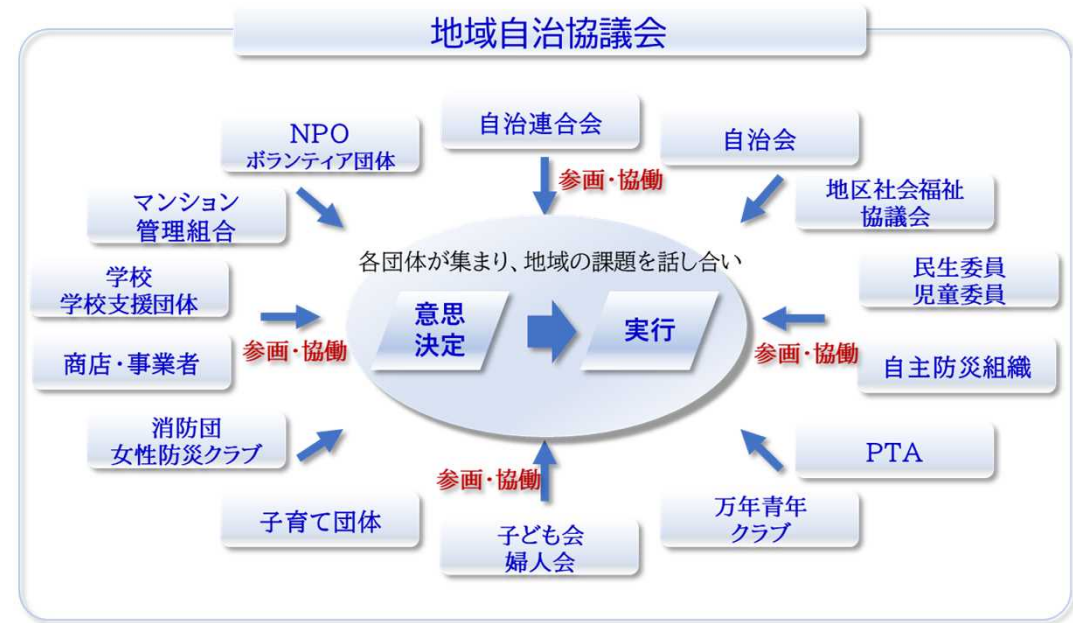 地域自治協議会
自治連合会
NPO
ボランティア団体
自治会
参画・協働
マンション
管理組合
地区社会福祉
協議会
各団体が集まり、地域の課題を話し合い
学校
学校支援団体
民生委員
児童委員
意思
決定
実行
参画・協働
参画・協働
商店・事業者
自主防災組織
消防団
女性防災クラブ
PTA
参画・協働
子育て団体
子ども会
婦人会
万年青年
クラブ